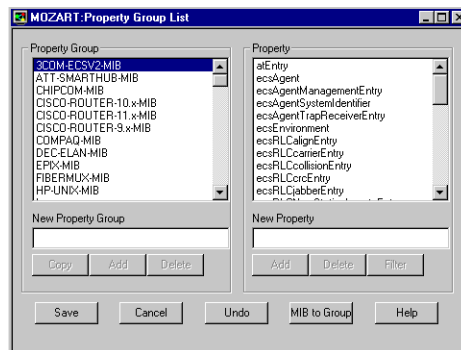 MOZART:Property Group List
Property Group
3COM-ECSV2-MIB
ATT-SMARTHUB-MIB
CHIPCOM-MIB
CISCO-ROUTER-10.x-MIB
CISCO-ROUTER-11.x-MIB
CISCO-ROUTER-9.x-MIB
COMPAQ-MIB
DEC-ELAN-MIB
EPIX-MIB
FIBERMUX-MIB
HP-UNIX-MIB
New Property Group
Copy Add Delete
Property
atEntry
ecsAgent
ecsAgentManagementEntry
ecsAgentSystemIdentifier
ecsAgentTrapReceiverEntry
ecsEnvironment
ecsRLCalignEntry
ecsRLCcarrierEntry
ecsRLCcollisionEntry
ecsRLCcrcEntry
ecsRLCjabberEntry
New Property
Add Delete Filter
Save Cancel Undo MIB to Group Help